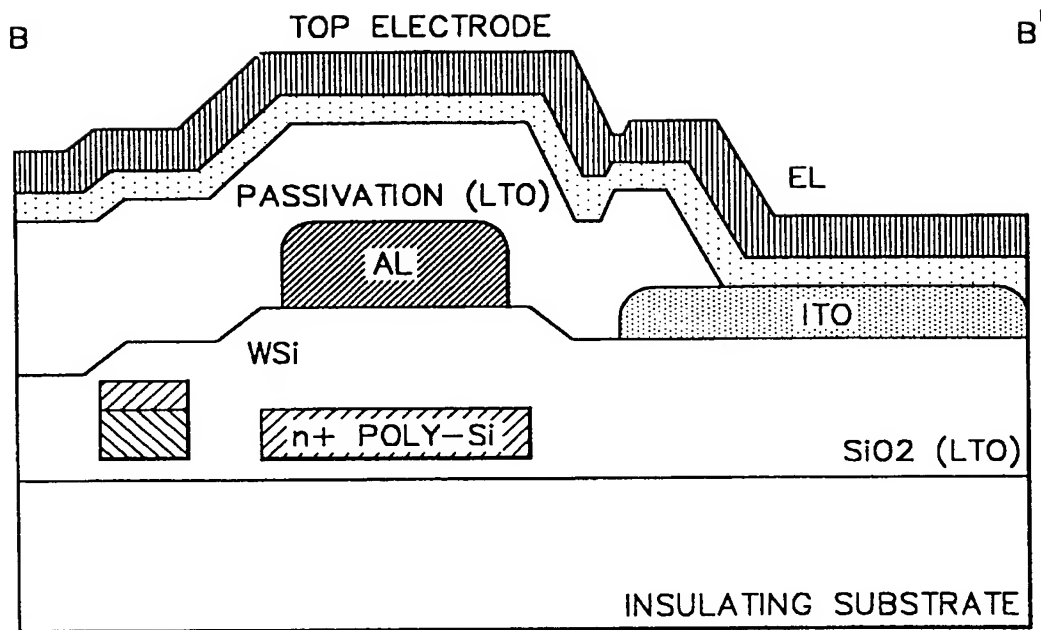 B
TOP ELECTRODE
B'
EL
PASSIVATION (LTO)
AL
ITO
WSi
n+ POLY-Si
SiO2 (LTO)
INSULATING SUBSTRATE